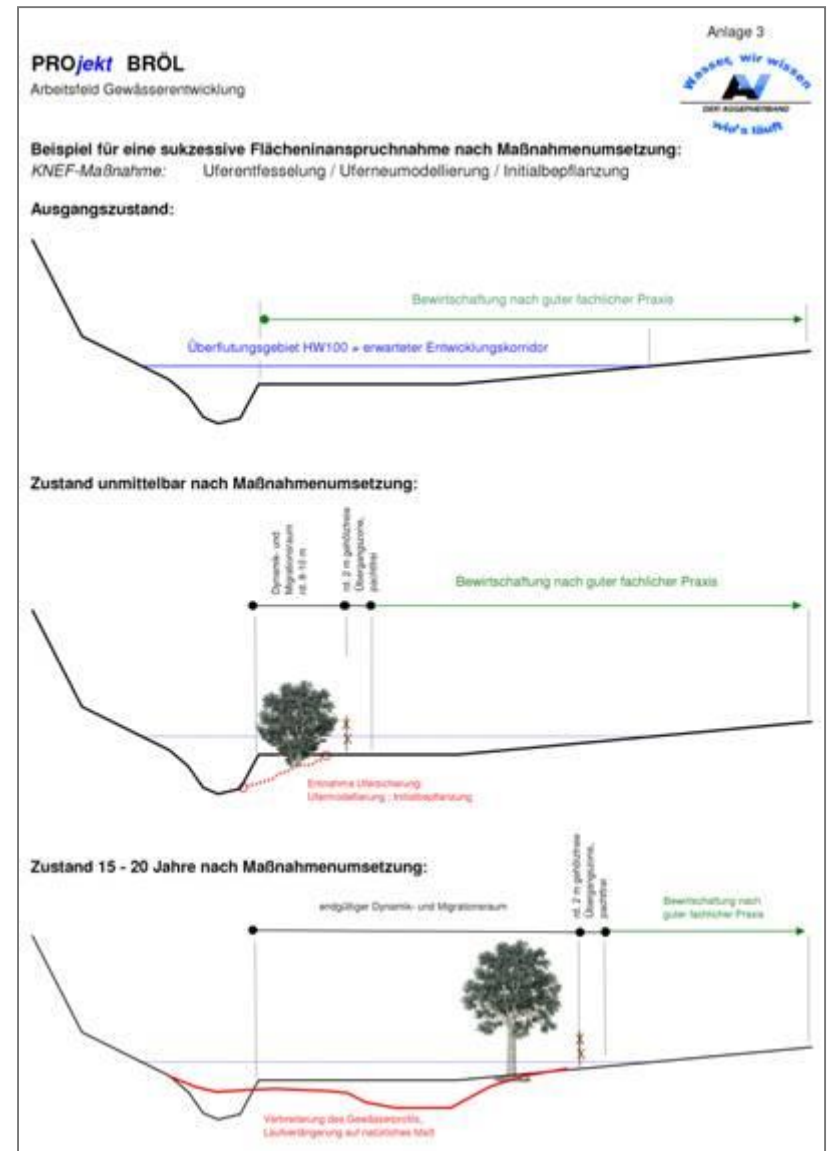 Anlage 3
PROjekt BRÖL
Arbeitsfeld Gewässerentwicklung
Wasser, wir wissen
AV
DER AGGERVERBAND
wie's läuft
Beispiel für eine sukzessive Flächeninanspruchnahme nach Maßnahmenumsetzung:
KNEF-Maßnahme: Uferentfesselung / Uferneumodellierung / Initialbepflanzung
Ausgangszustand:
Bewirtschaftung nach guter fachlicher Praxis
Überflutungsgebiet HW100 = erwarteter Entwicklungskorridor
Zustand unmittelbar nach Maßnahmenumsetzung:
Dynamik- und
Migrationsraum
rd. 8-10 m
rd. 2 m gehölzfreie
Übergangszone,
pachtfrei
Bewirtschaftung nach guter fachlicher Praxis
Entnahme Ufersicherung
Ufermodellierung ; Initialbepflanzung
Zustand 15 - 20 Jahre nach Maßnahmenumsetzung:
endgültiger Dynamik- und Migrationsraum
rd. 2 m gehölzfreie
Übergangszone,
pachtfrei
Bewirtschaftung nach
guter fachlicher Praxis
Verbreiterung des Gewässerprofils,
Laufverlängerung auf natürliches Maß